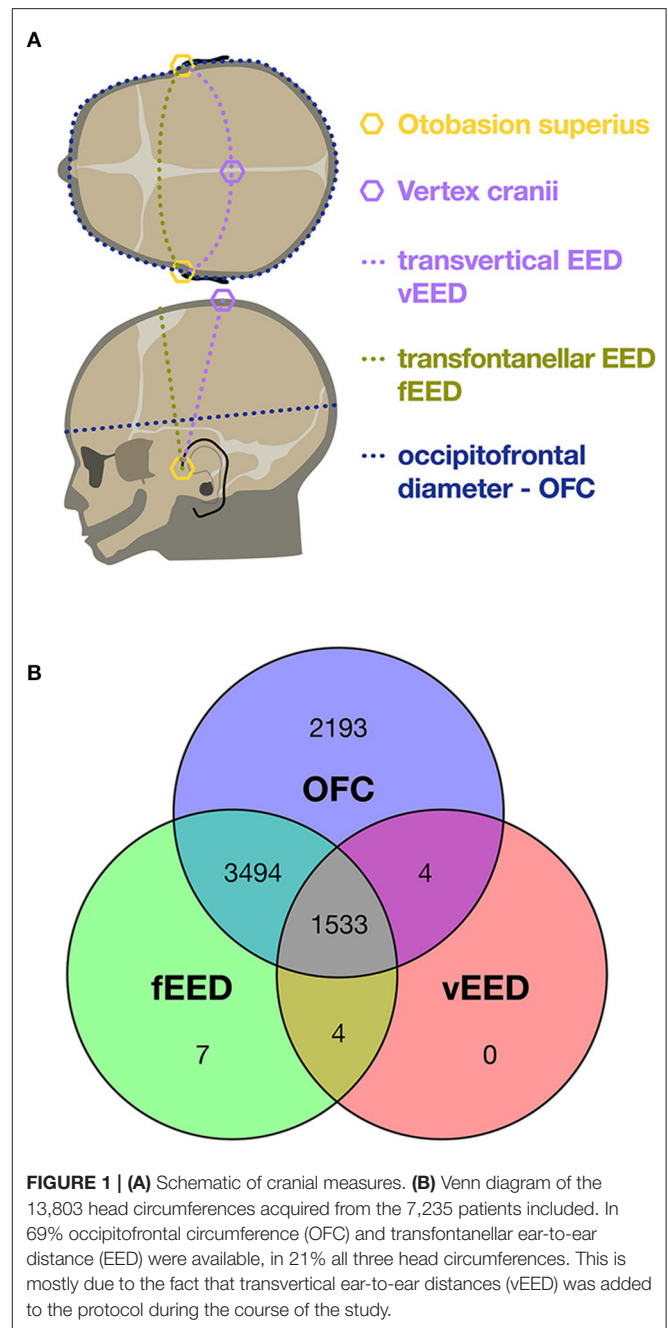 A
Otobasion superius
Vertex cranii
transvertical EED
vEED
transfontanellar EED
fEED
occipitofrontal
diameter - OFC
B
2193
OFC
3494
4
1533
fEED
vEED
7
4
0
FIGURE 1 | (A) Schematic of cranial measures. (B) Venn diagram of the
13,803 head circumferences acquired from the 7,235 patients included. In
69% occipitofrontal circumference (OFC) and transfontanellar ear-to-ear
distance (EED) were available, in 21% all three head circumferences. This is
mostly due to the fact that transvertical ear-to-ear distances (vEED) was added
to the protocol during the course of the study.